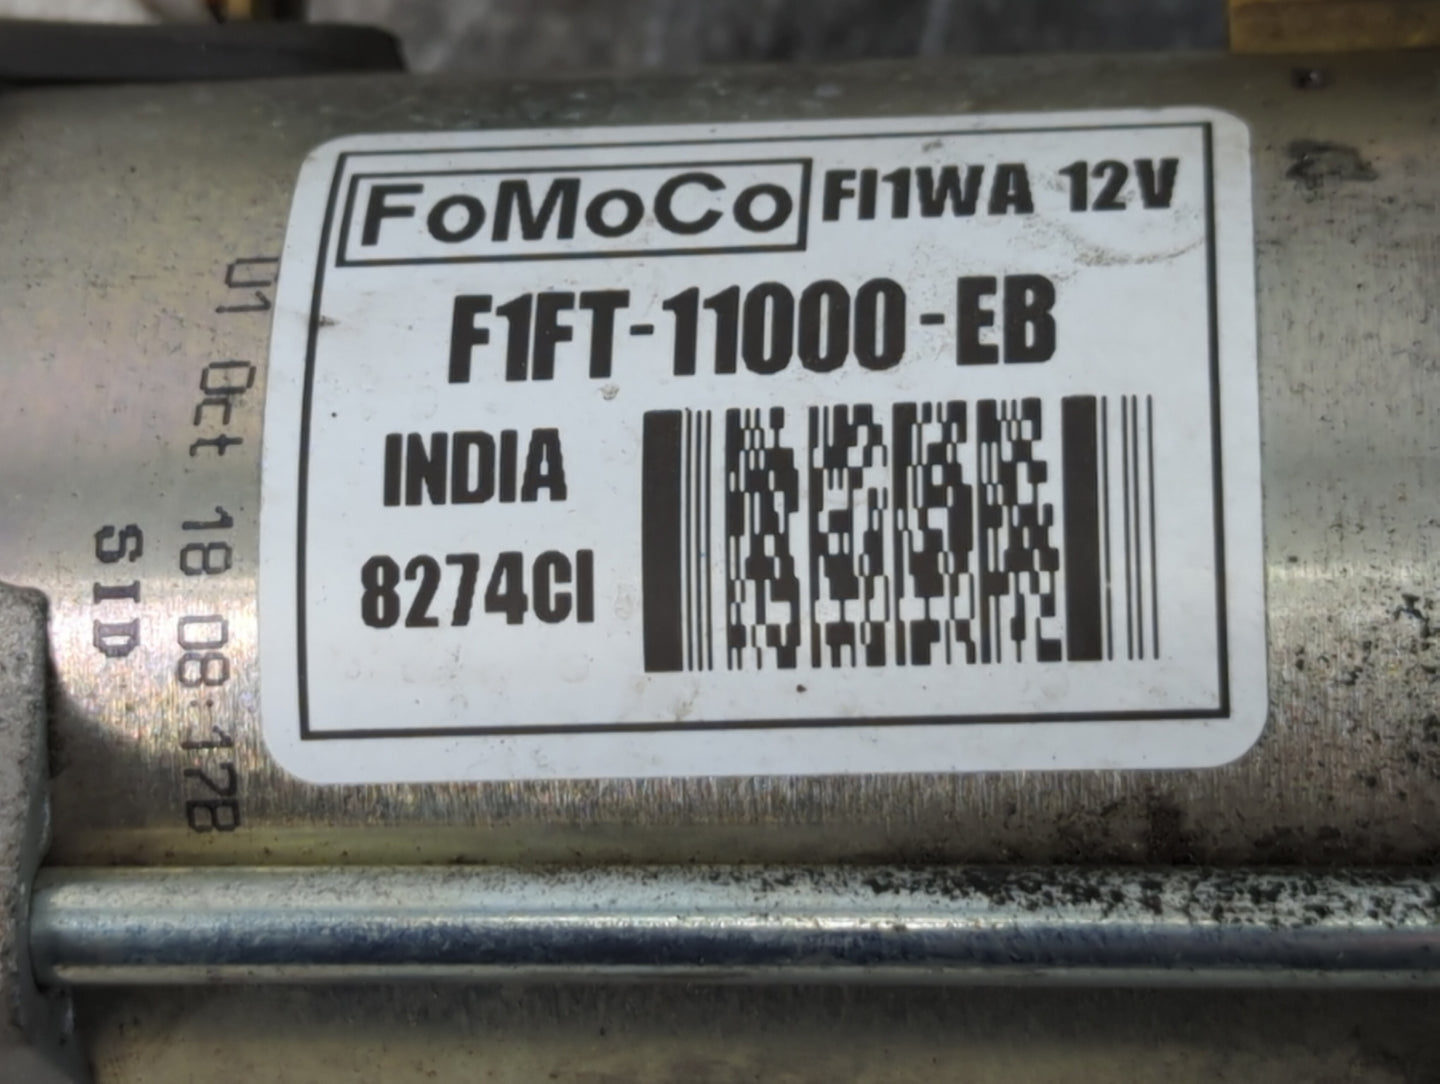 FoMoCo FI1WA 12V
F1FT-11000-EB
INDIA
8274CI
01 Oct 18 08:17B
SID